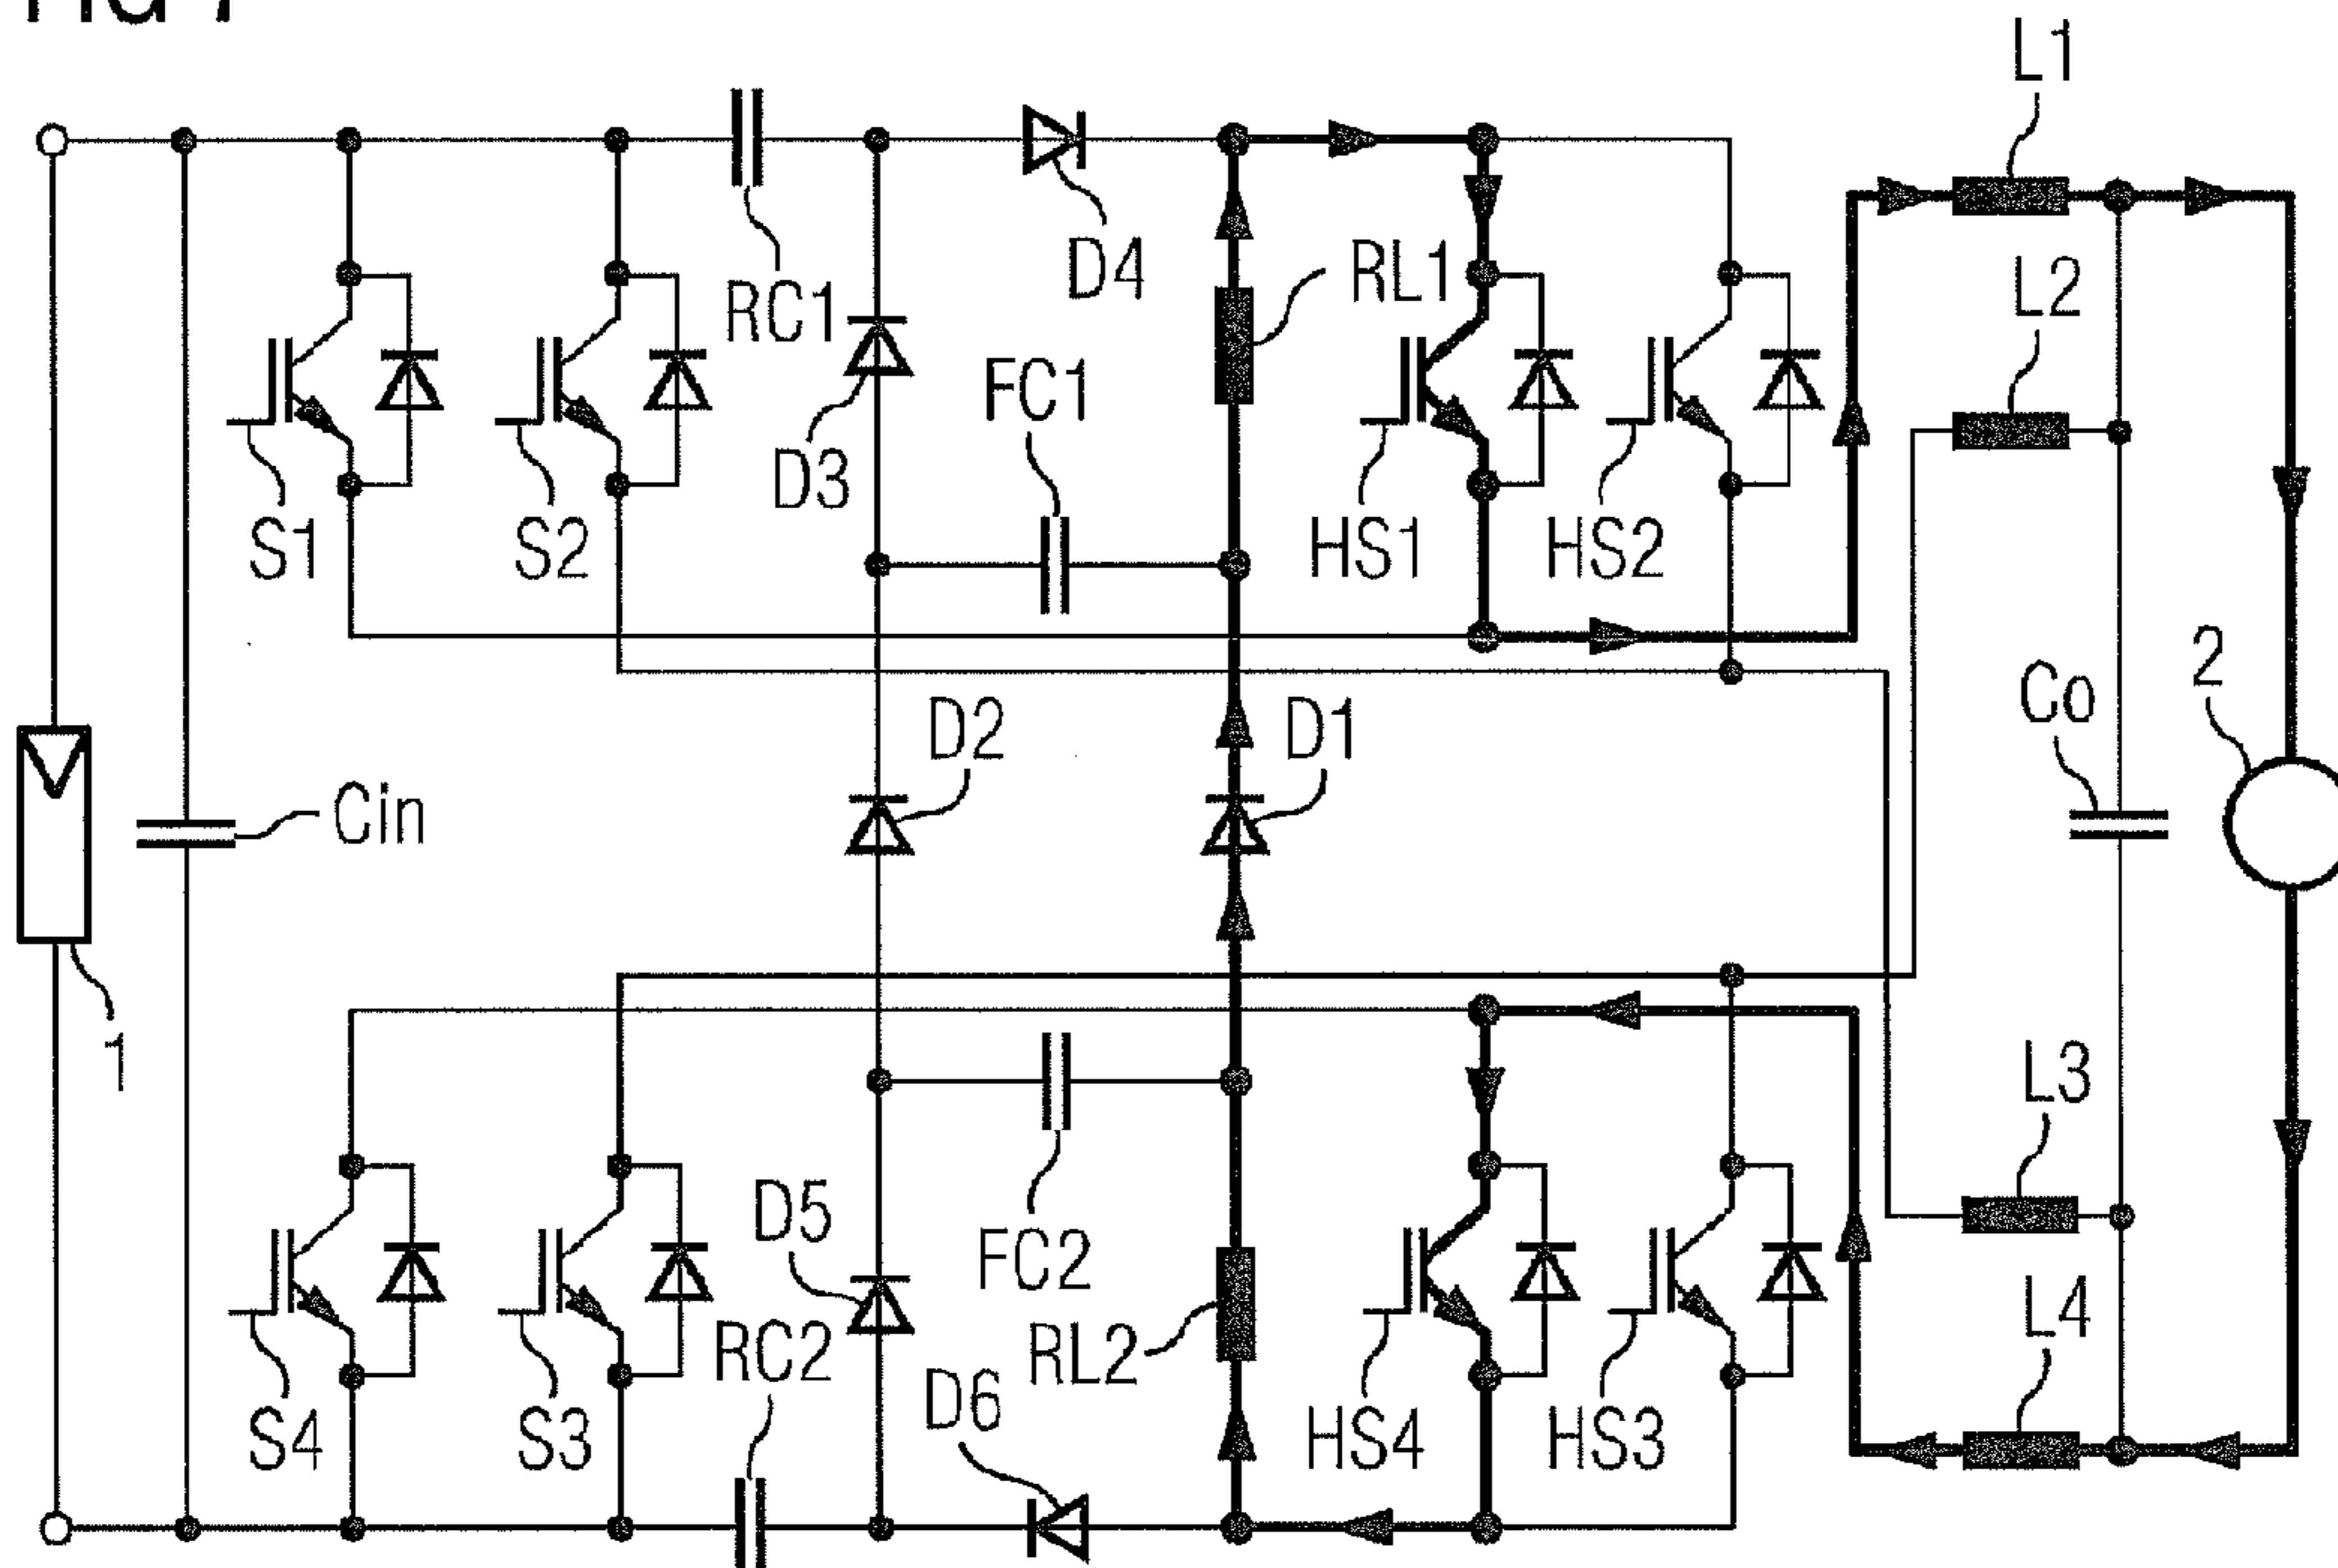 L1
D4
RL1
L2
RC1
FC1
D3
S1
S2
HS1
HS2
2
Co
D2
D1
Cin
1
L3
D5
FC2
L4
RC2
RL2
D6
S4
S3
HS4
HS3